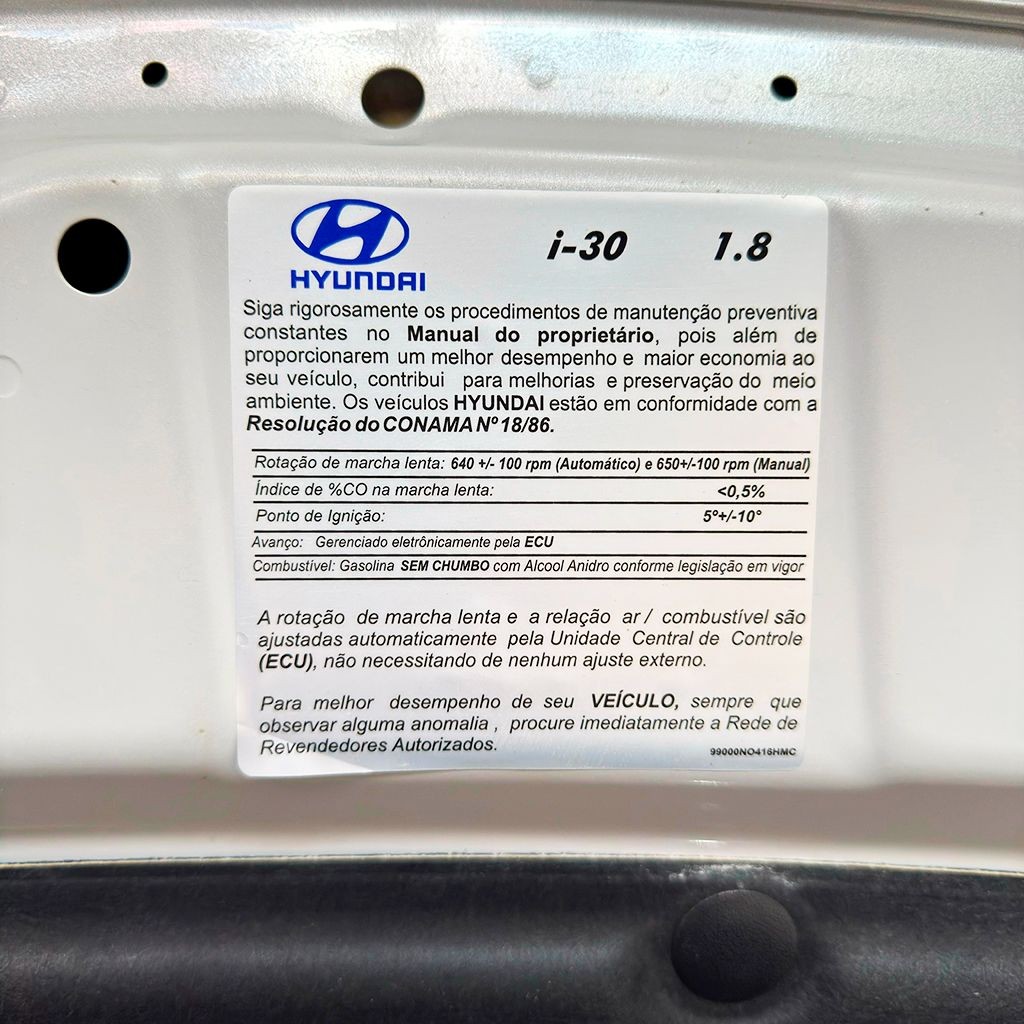 HYUNDAI
i-30 1.8
Siga rigorosamente os procedimentos de manutenção preventiva
constantes no Manual do proprietário, pois além de
proporcionarem um melhor desempenho e maior economia ao
seu veículo, contribui para melhorias e preservação do meio
ambiente. Os veículos HYUNDAI estão em conformidade com a
Resolução do CONAMA Nº 18/86.
Rotação de marcha lenta: 640 +/- 100 rpm (Automático) e 650+/-100 rpm (Manual)
Índice de %CO na marcha lenta: <0,5%
Ponto de Ignição: 5º+/-10°
Avanço: Gerenciado eletrônicamente pela ECU
Combustível: Gasolina SEM CHUMBO com Alcool Anidro conforme legislação em vigor
A rotação de marcha lenta e a relação ar / combustível são
ajustadas automaticamente pela Unidade Central de Controle
(ECU), não necessitando de nenhum ajuste externo.
Para melhor desempenho de seu VEÍCULO, sempre que
observar alguma anomalia , procure imediatamente a Rede de
Revendedores Autorizados.
99000NO416HMC